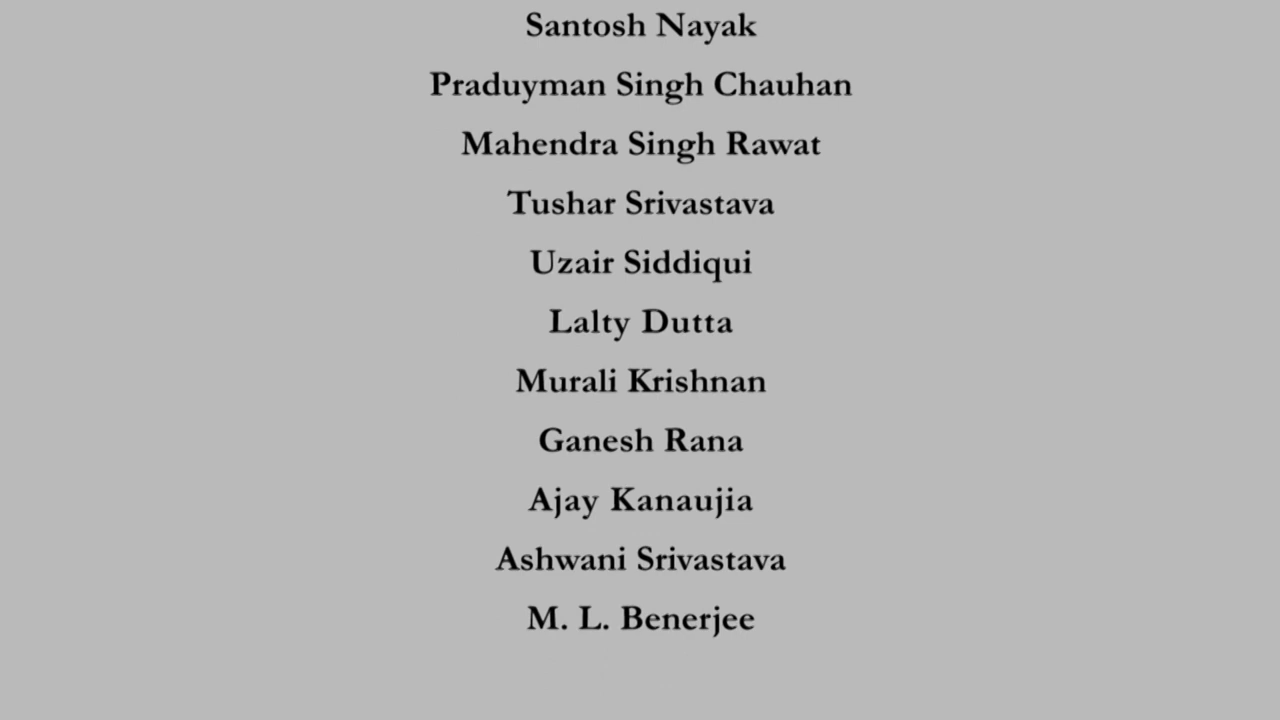 Santosh Nayak
Praduyman Singh Chauhan
Mahendra Singh Rawat
Tushar Srivastava
Uzair Siddiqui
Lalty Dutta
Murali Krishnan
Ganesh Rana
Ajay Kanaujia
Ashwani Srivastava
M. L. Benerjee